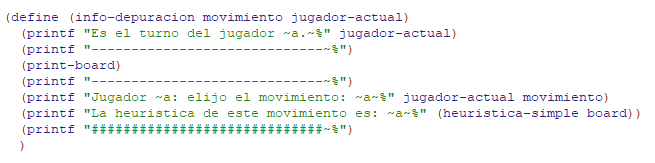 (define (info-depuracion movimiento jugador-actual)
(printf "Es el turno del jugador ~a.~%" jugador-actual)
(printf "-----------------------------~%")
(print-board)
(printf "-----------------------------~%")
(printf "Jugador ~a: elijo el movimiento: ~a~%" jugador-actual movimiento)
(printf "La heuristica de este movimiento es: ~a~%" (heuristica-simple board))
(printf "#############################~%")
)